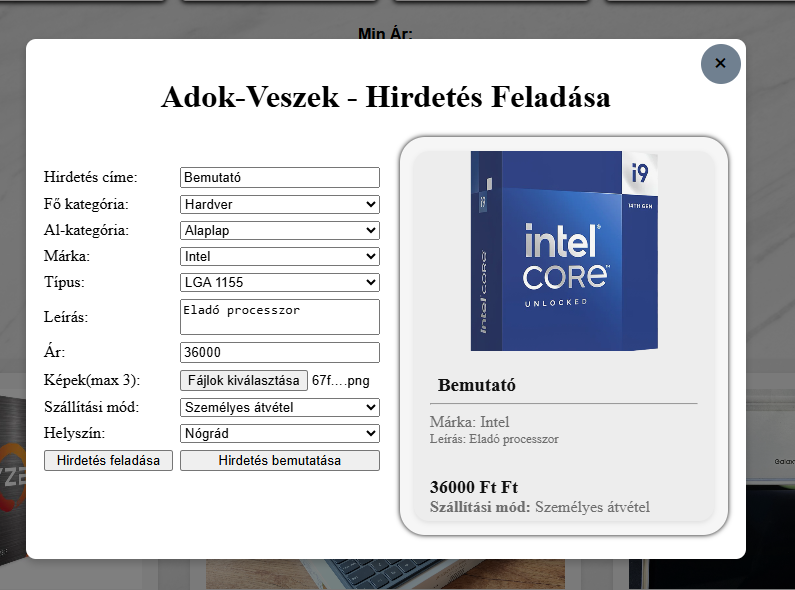 Min Ár:
×
Adok-Veszek - Hirdetés Feladása
Hirdetés címe: Bemutató
Fő kategória: Hardver
Al-kategória: Alaplap
Márka: Intel
Típus: LGA 1155
Leírás: Eladó processzor
Ár: 36000
Képek(max 3): Fájlok kiválasztása 67f....png
Szállítási mód: Személyes átvétel
Helyszín: Nógrád
Hirdetés feladása Hirdetés bemutatása
i9
14TH GEN
i9
intel
CORE
UNLOCKED
intel CORE
Bemutató
Márka: Intel
Leírás: Eladó processzor
36000 Ft Ft
Szállítási mód: Személyes átvétel
YZE
Galax